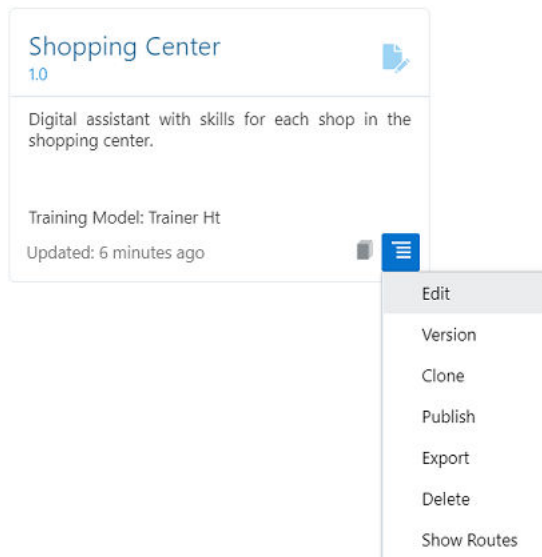 Shopping Center
1.0
Digital assistant with skills for each shop in the
shopping center.
Training Model: Trainer Ht
Updated: 6 minutes ago
Edit
Version
Clone
Publish
Export
Delete
Show Routes